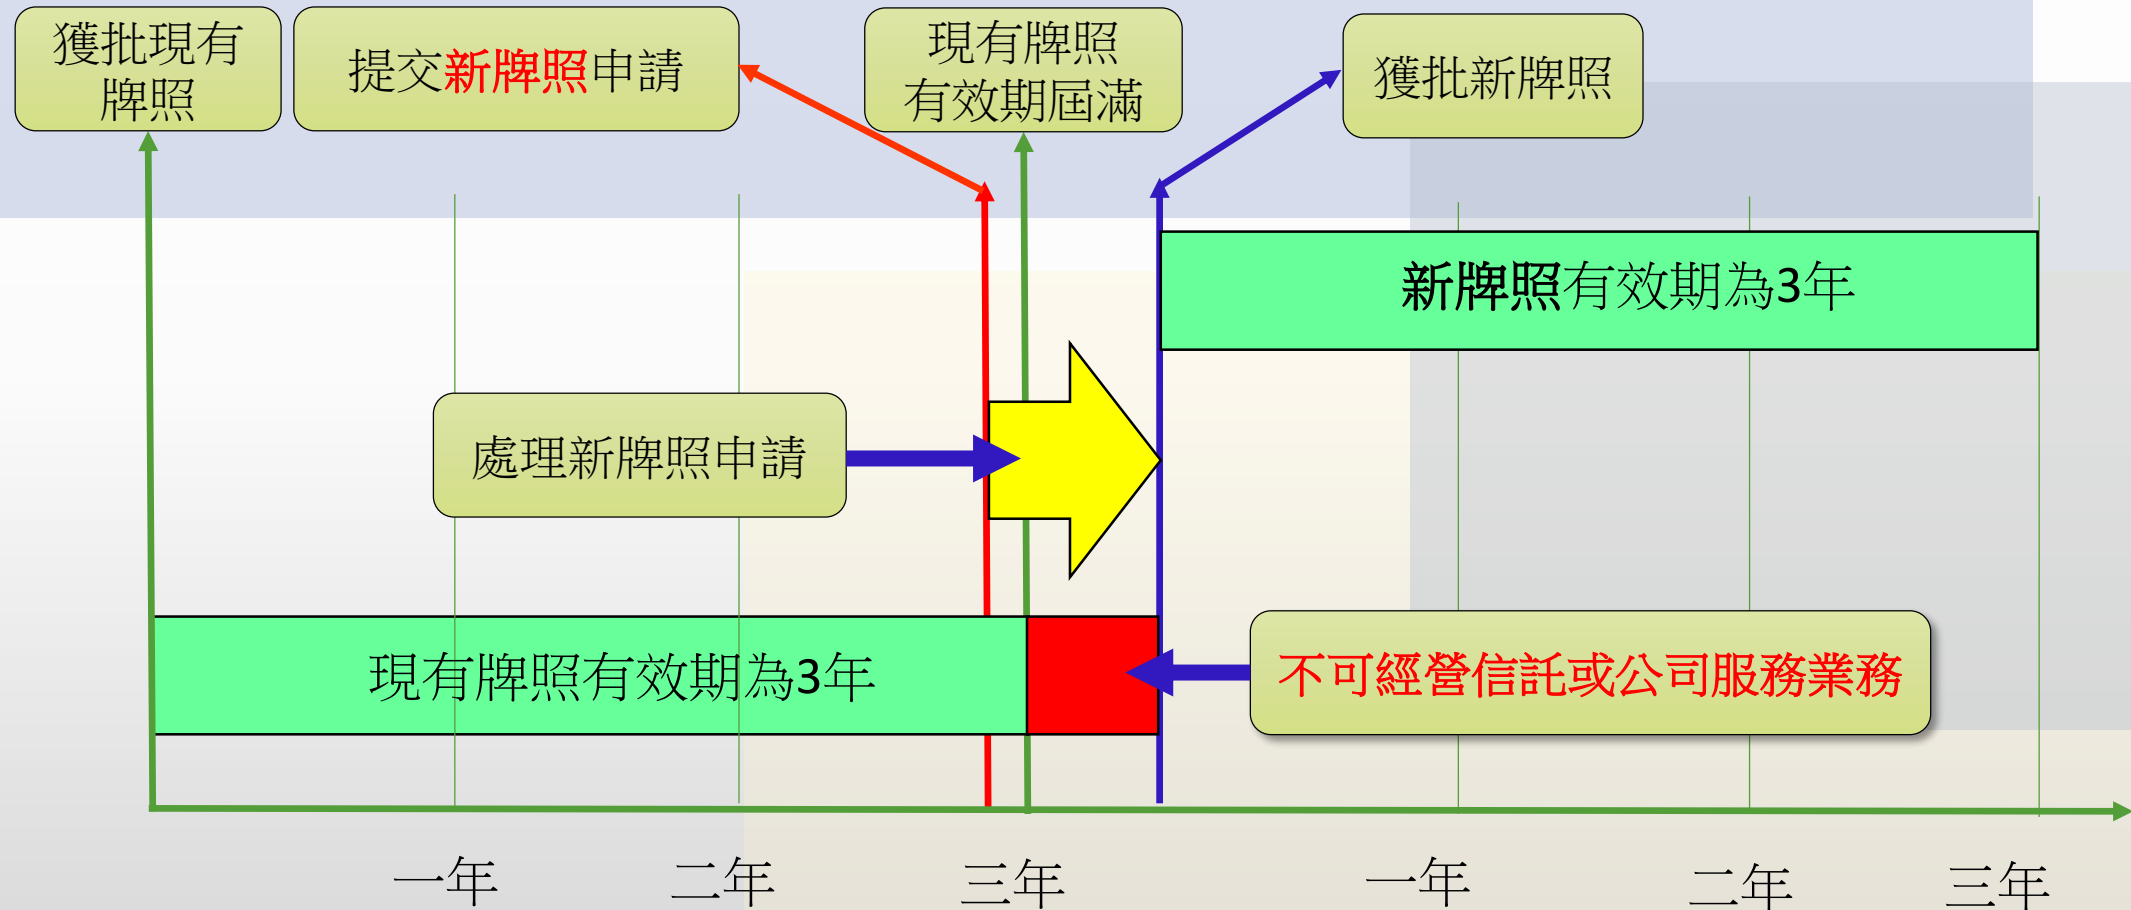 獲批現有
牌照
提交新牌照申請
現有牌照
有效期屆滿
獲批新牌照
新牌照有效期為3年
處理新牌照申請
現有牌照有效期為3年
不可經營信託或公司服務業務
一年
二年
三年
一年
二年
三年